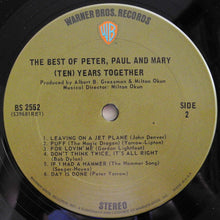 WARNER BROS. RECORDS
WB
THE BEST OF PETER, PAUL AND MARY
(TEN) YEARS TOGETHER
Produced by Albert B. Grossman & Milton Okun
Musical Director: Milton Okun
BS 2552
(S39681RE1)
SIDE
2
1. LEAVING ON A JET PLANE (John Denver)
2. PUFF (The Magic Dragon) (Yarrow-Lipton)
3. FOR LOVIN' ME (Gordon Lightfoot)
4. DON'T THINK TWICE, IT'S ALL RIGHT
(Bob Dylan)
5. IF I HAD A HAMMER (The Hammer Song)
(Seeger-Hayes)
6. DAY IS DONE (Peter Yarrow)
STEREO